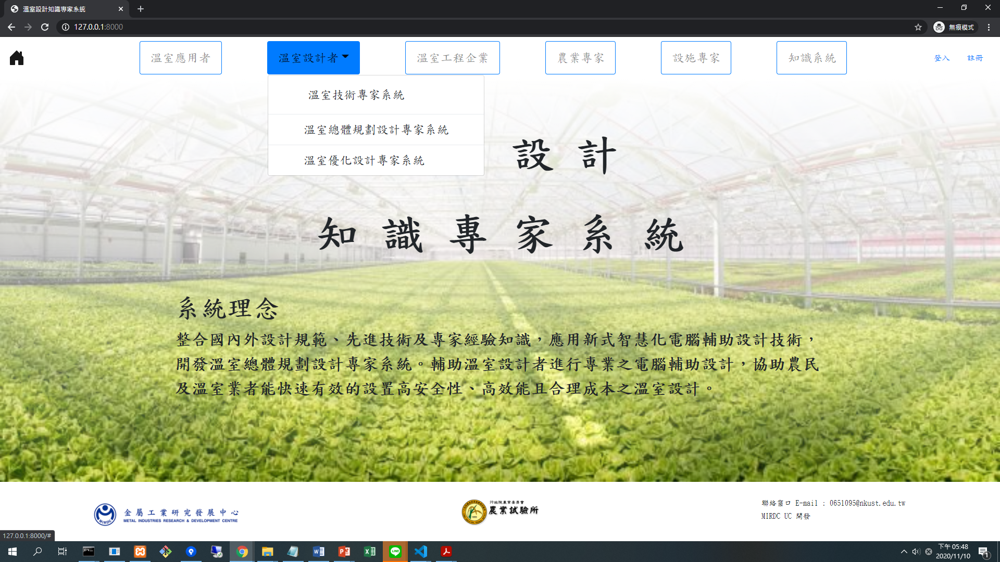 溫室設計知識專家系統
127.0.0.1:8000
無痕模式
溫室應用者
溫室設計者
溫室工程企業
農業專家
設施專家
知識系統
登入
註冊
溫室技術專家系統
溫室總體規劃設計專家系統
溫室優化設計專家系統
設計
知識專家系統
系統理念
整合國內外設計規範、先進技術及專家經驗知識，應用新式智慧化電腦輔助設計技術，
開發溫室總體規劃設計專家系統。輔助溫室設計者進行專業之電腦輔助設計，協助農民
及溫室業者能快速有效的設置高安全性、高效能且合理成本之溫室設計。
MIRDC
金屬工業研究發展中心
METAL INDUSTRIES RESEARCH & DEVELOPMENT CENTRE
行政院農業委員會
農業試驗所
聯絡窗口 E-mail : 0651095@nkust.edu.tw
MIRDC UC 開發
127.0.0.1:8000/#
LINE
下午 05:48
2020/11/10
1